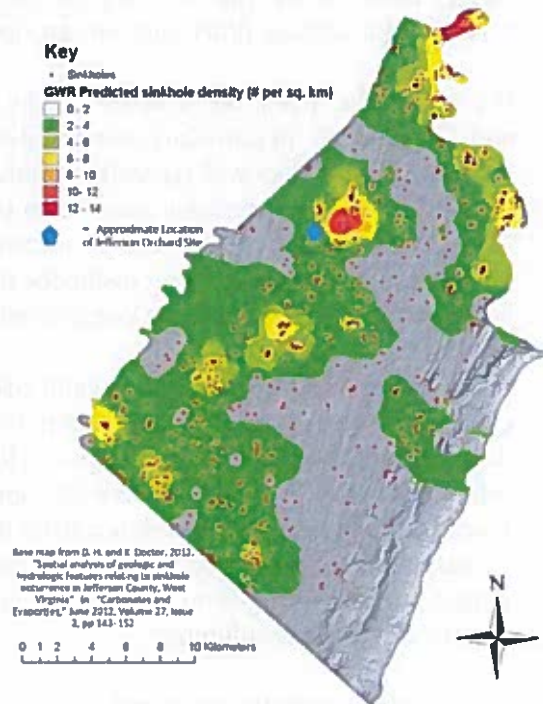 Key
Sinkholes
GWR Predicted sinkhole density (# per sq. km)
0 - 2
2 - 4
4 - 6
6 - 8
8 - 10
10 - 12
12 - 14
= Approximate Location
of Jefferson Orchard Site
Base map from D. H. and K Doctor, 2012.
"Spatial analysis of geologic and
hydrologic features relating to sinkhole
occurrence in Jefferson County, West
Virginia" in "Carbonates and
Evaporites," June 2012, Volume 27, Issue
2, pp 143-152
0 1 2 4 6 8 10 Kilometers
N